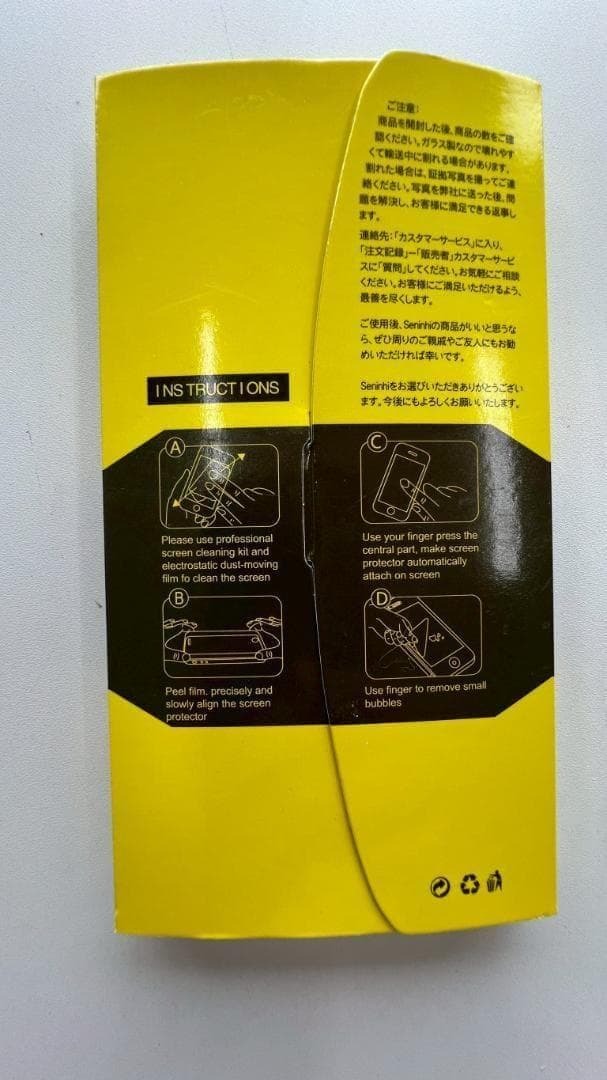 ご注意:
商品を開封した後、商品の数をご確
認ください。ガラス製なので壊れやす
くて輸送中に割れる場合があります。
割れた場合は、証拠写真を撮ってご連
絡ください。写真を弊社に送った後、問
題を解決し、お客様に満足できる返事し
ます。
連絡先:「カスタマーサービス」に入り、
「注文記録」ー「販売者」カスタマーサービ
スに「質問」してください。お気軽にご相談
ください。お客様にご満足いただけるよう、
最善を尽くします。
ご使用後、Seninhiの商品がいいと思うな
ら、ぜひ周りのご親戚やご友人にもお勧
めいただければ幸いです。
Seninhiをお選びいただきありがとうござい
ます。今後にもよろしくお願いいたします。
INSTRUCTIONS
A
Please use professional
screen cleaning kit and
electrostatic dust-moving
film fo clean the screen
B
Peel film. precisely and
slowly align the screen
protector
C
Use your finger press the
central part, make screen
protector automatically
attach on screen
D
Use finger to remove small
bubbles